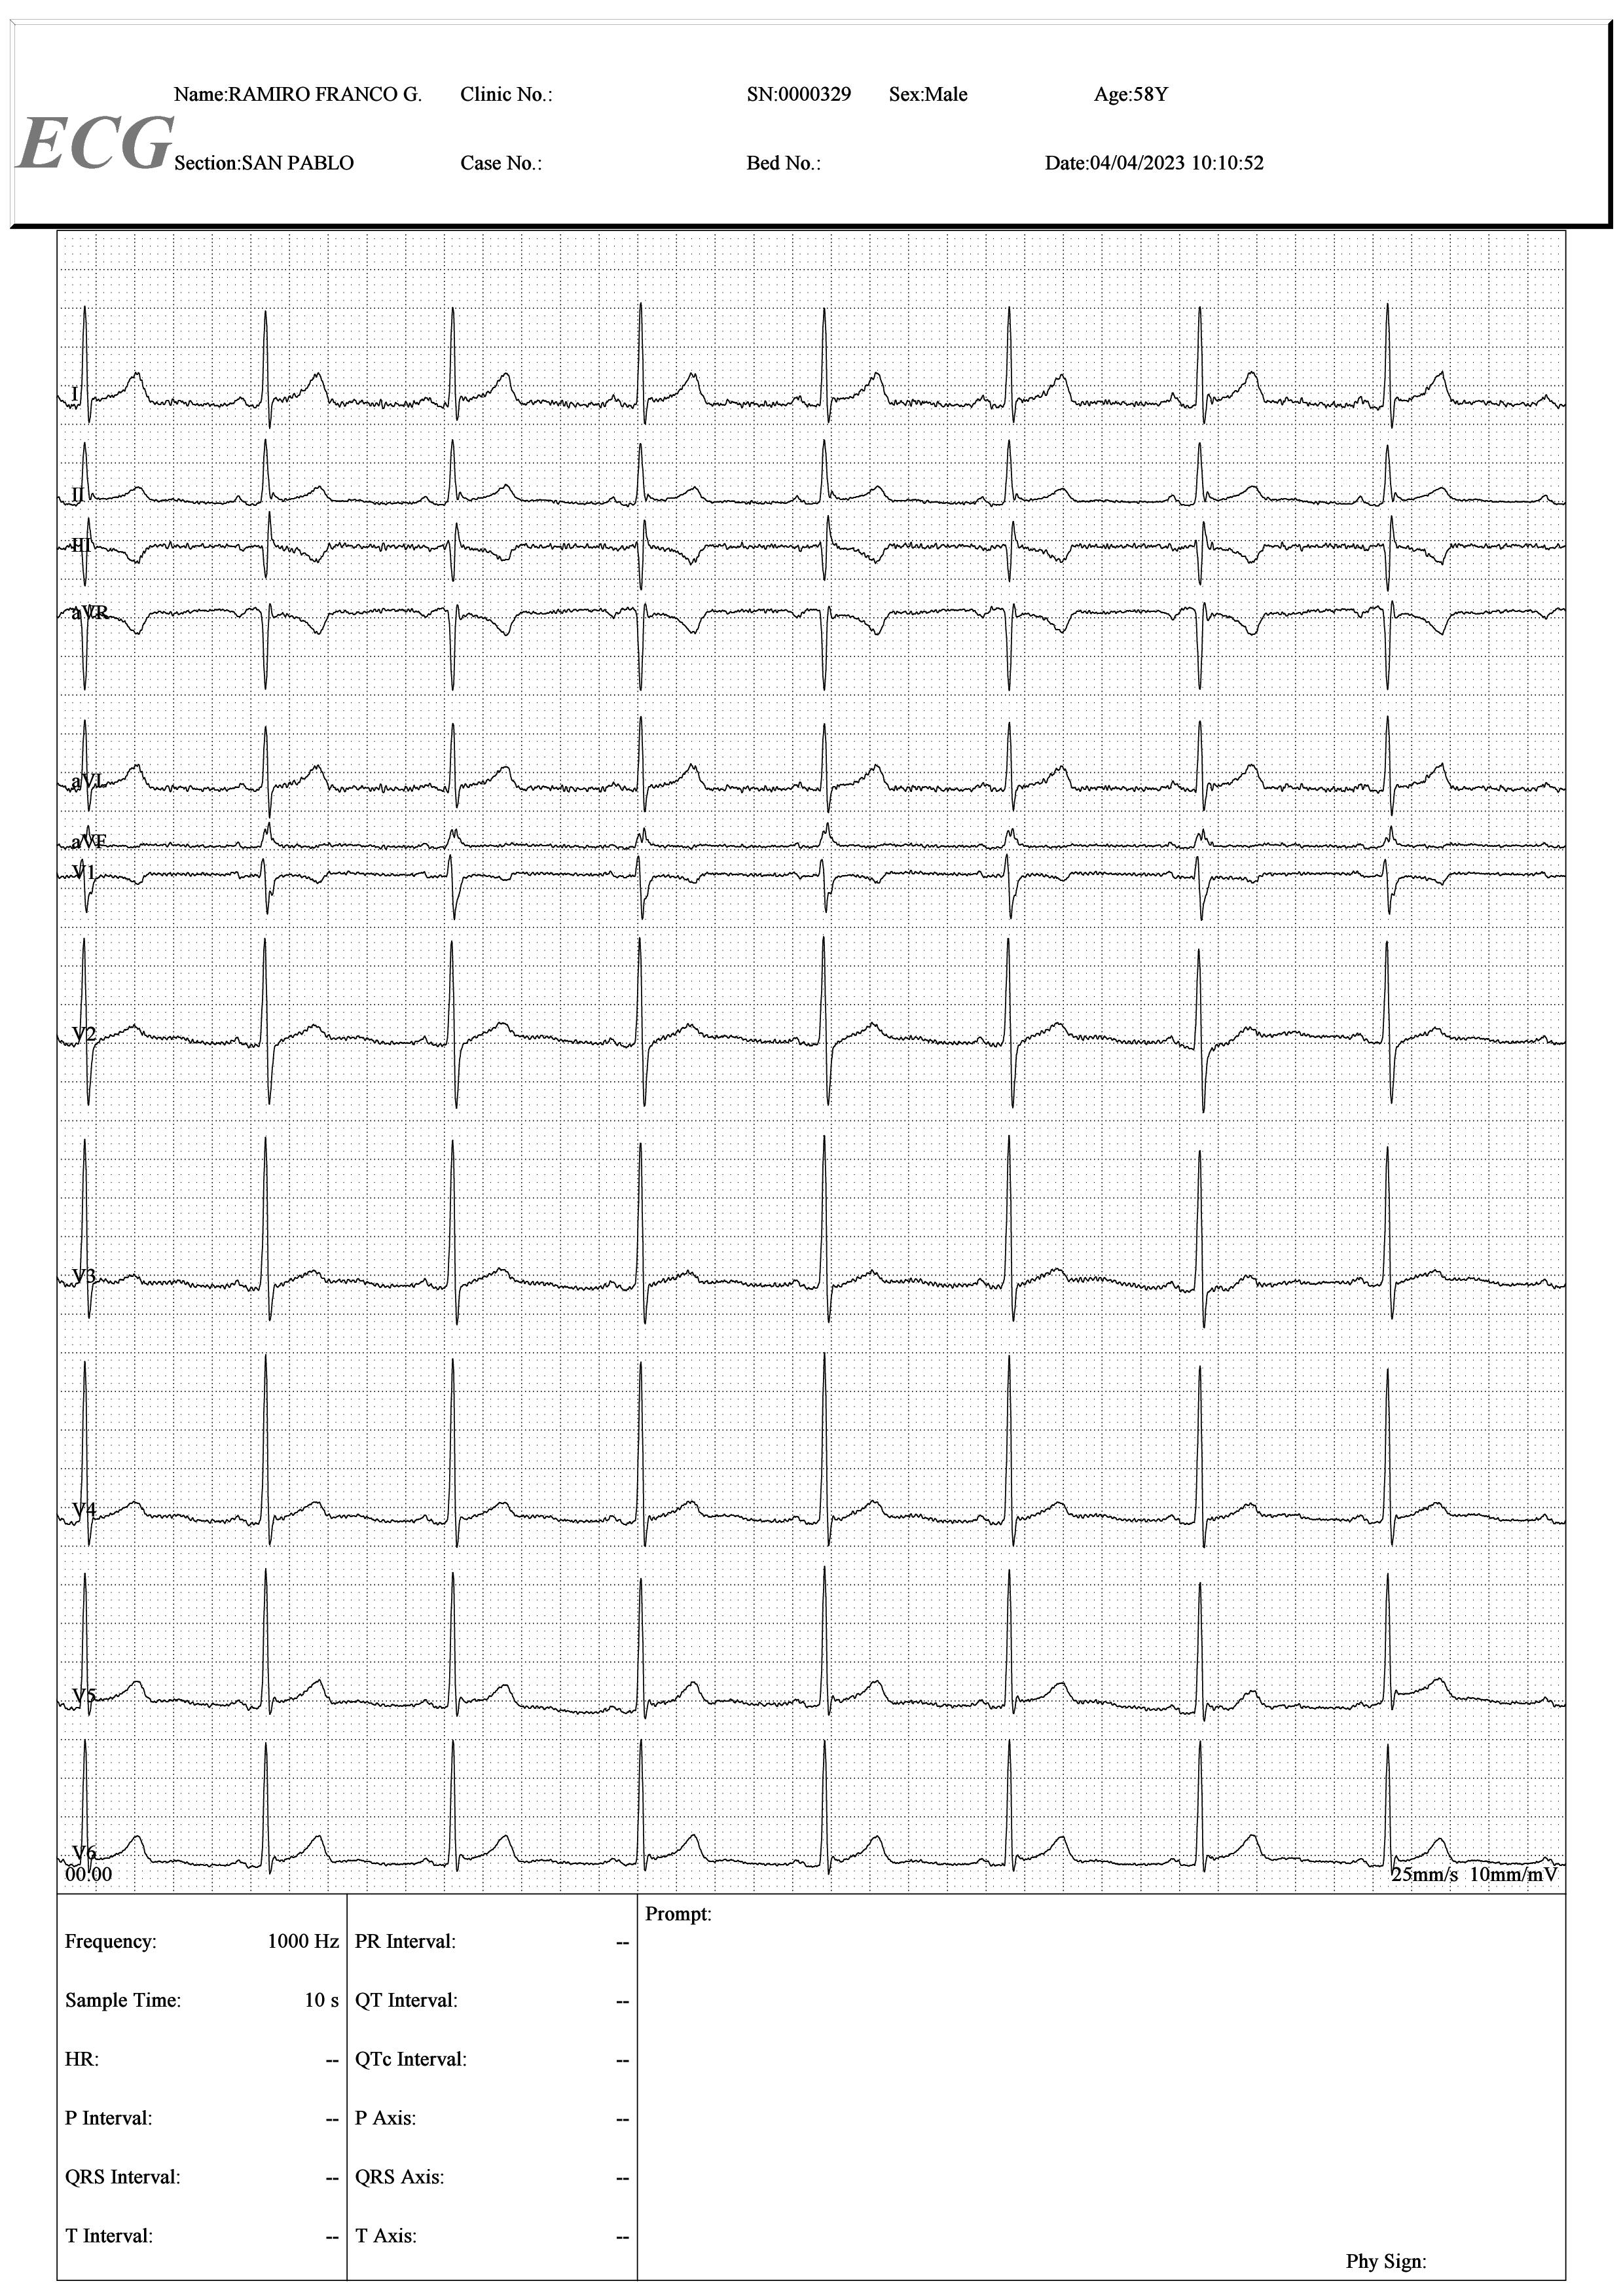 ECG
Name:RAMIRO FRANCO G. Clinic No.: SN:0000329 Sex:Male Age:58Y
Section:SAN PABLO Case No.: Bed No.: Date:04/04/2023 10:10:52
I
II
III
aVR
aVL
aVF
V1
V2
V3
V4
V5
V6
00:00 25mm/s 10mm/mV
Frequency: 1000 Hz PR Interval: -- Prompt:
Sample Time: 10 s QT Interval: --
HR: -- QTc Interval: --
P Interval: -- P Axis: --
QRS Interval: -- QRS Axis: --
T Interval: -- T Axis: --
Phy Sign: